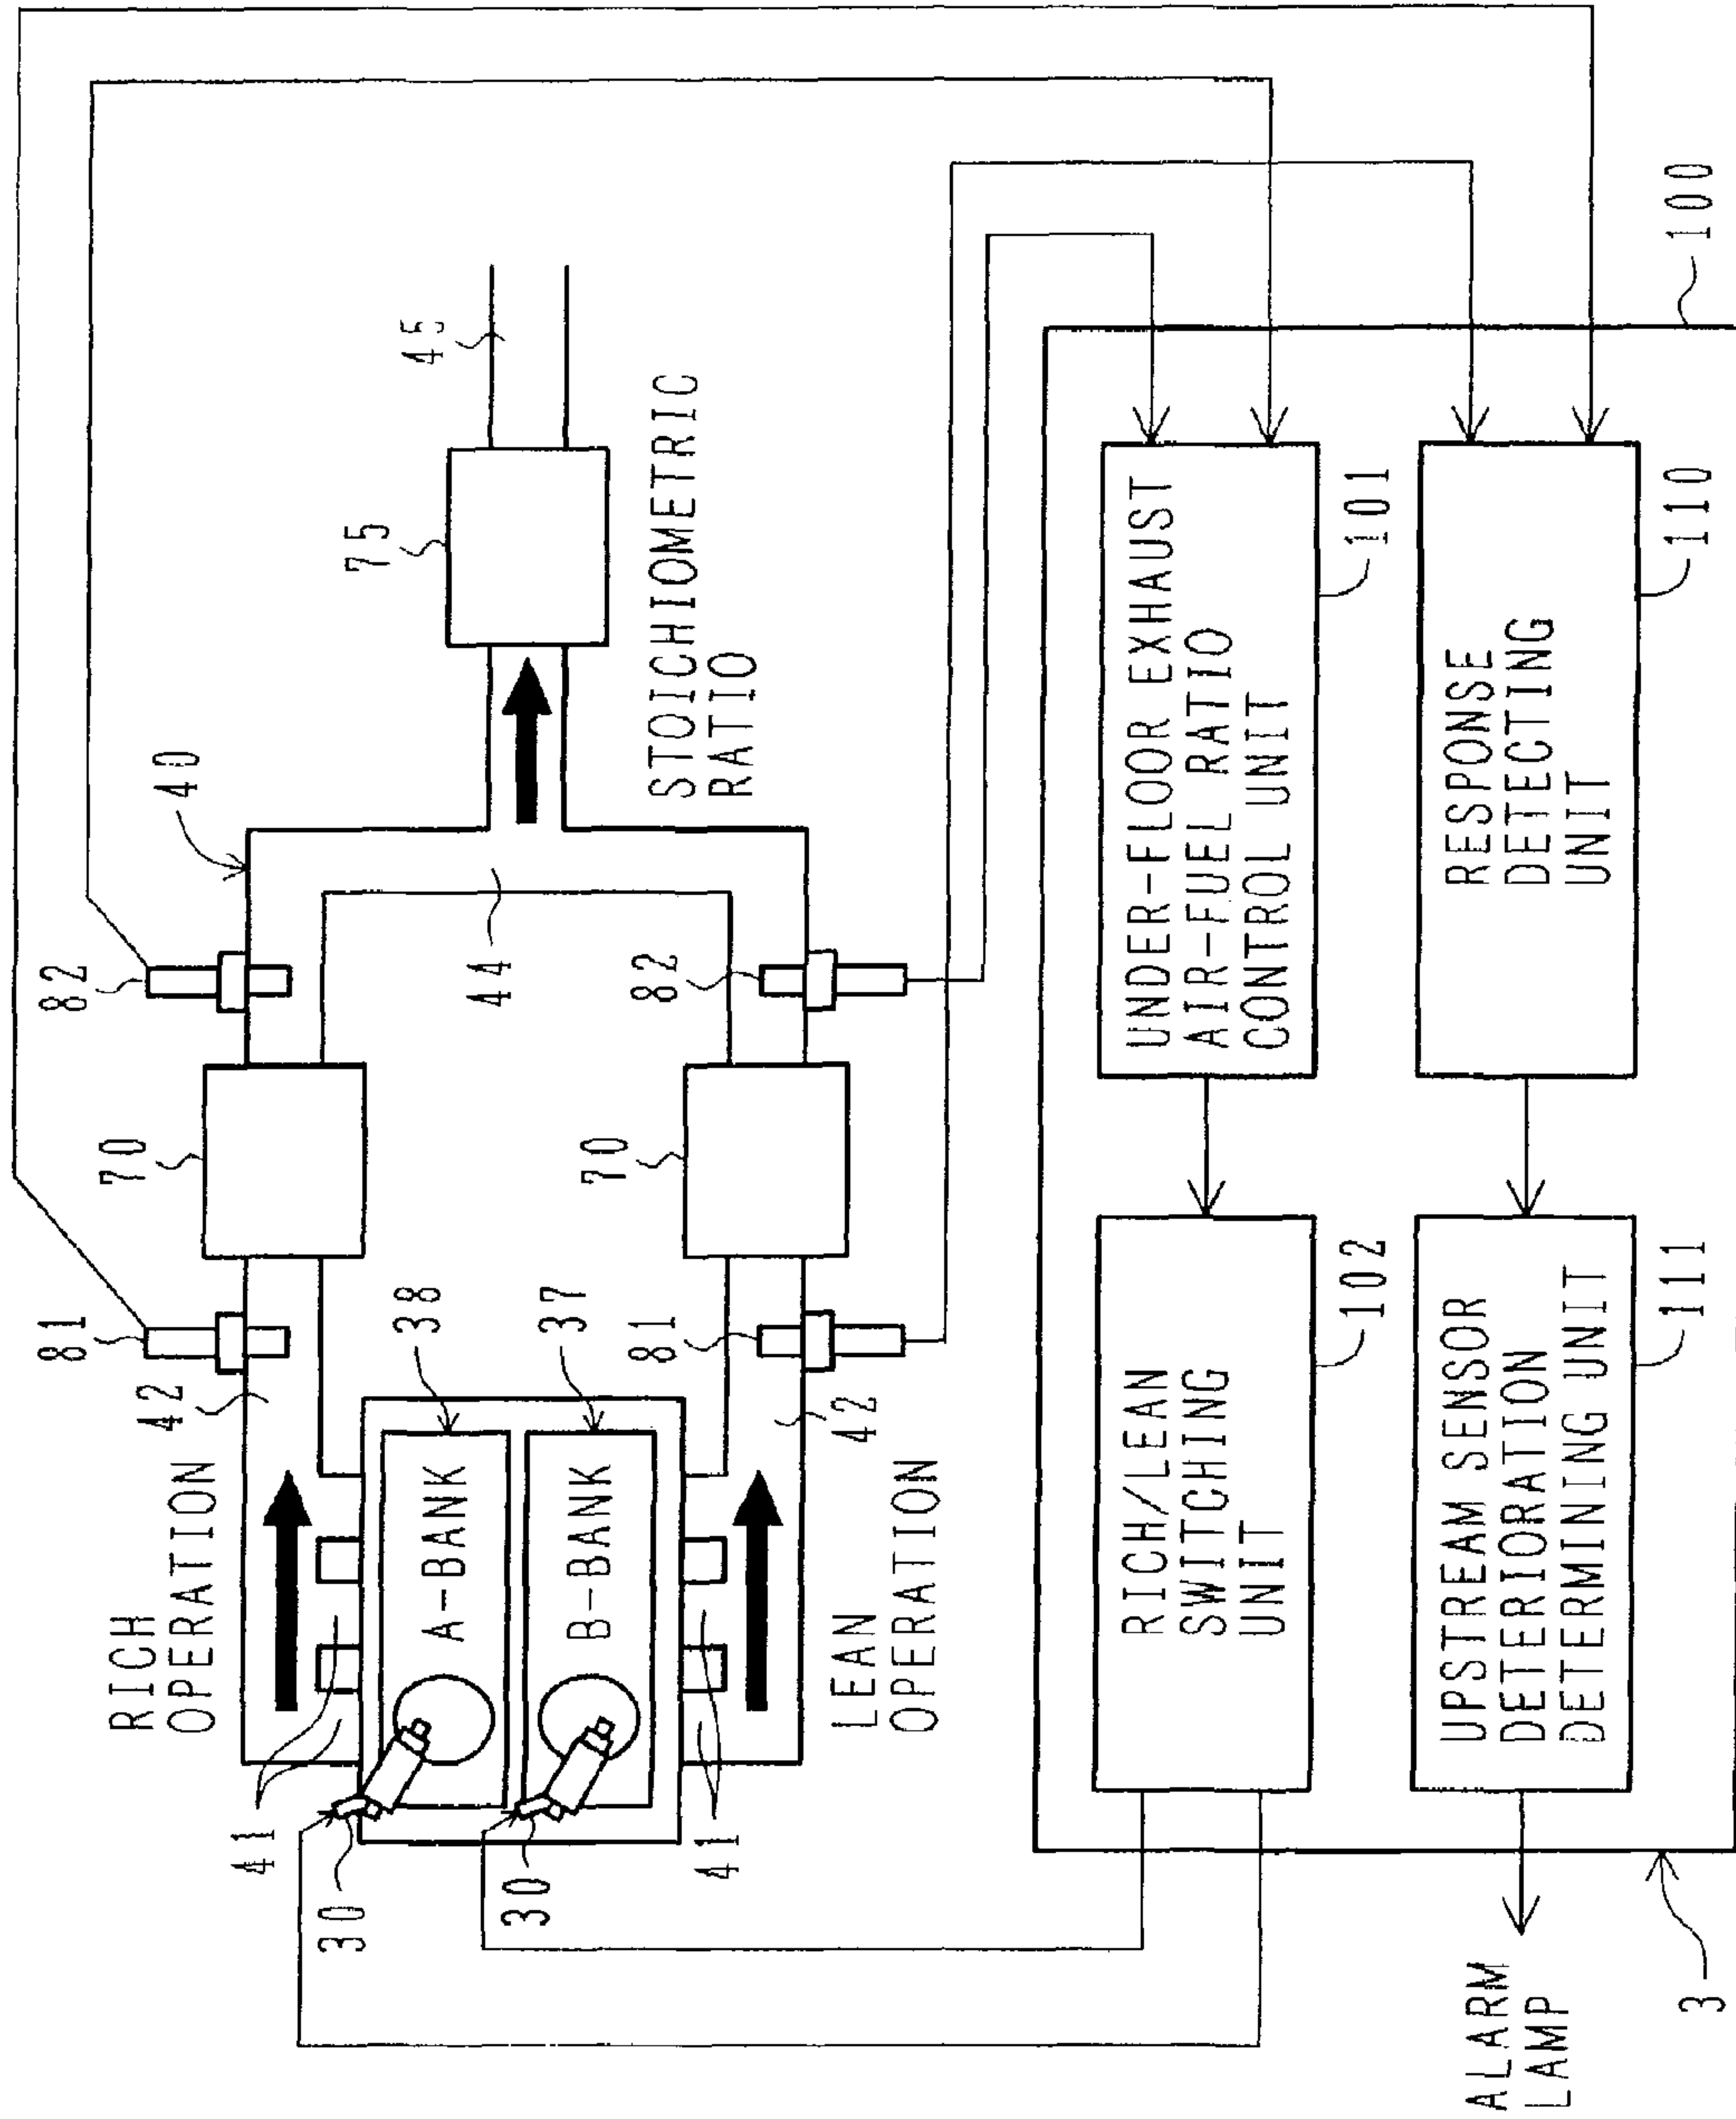 RICH
OPERATION
42
81
70
82
40
41
30
A-BANK
38
B-BANK
37
30
41
LEAN
OPERATION
42
81
70
82
44
75
45
STOICHIOMETRIC
RATIO
100
RICH/LEAN
SWITCHING
UNIT
102
UNDER-FLOOR EXHAUST
AIR-FUEL RATIO
CONTROL UNIT
101
UPSTREAM SENSOR
DETERIORATION
DETERMINING UNIT
111
RESPONSE
DETECTING
UNIT
110
ALARM
LAMP
3